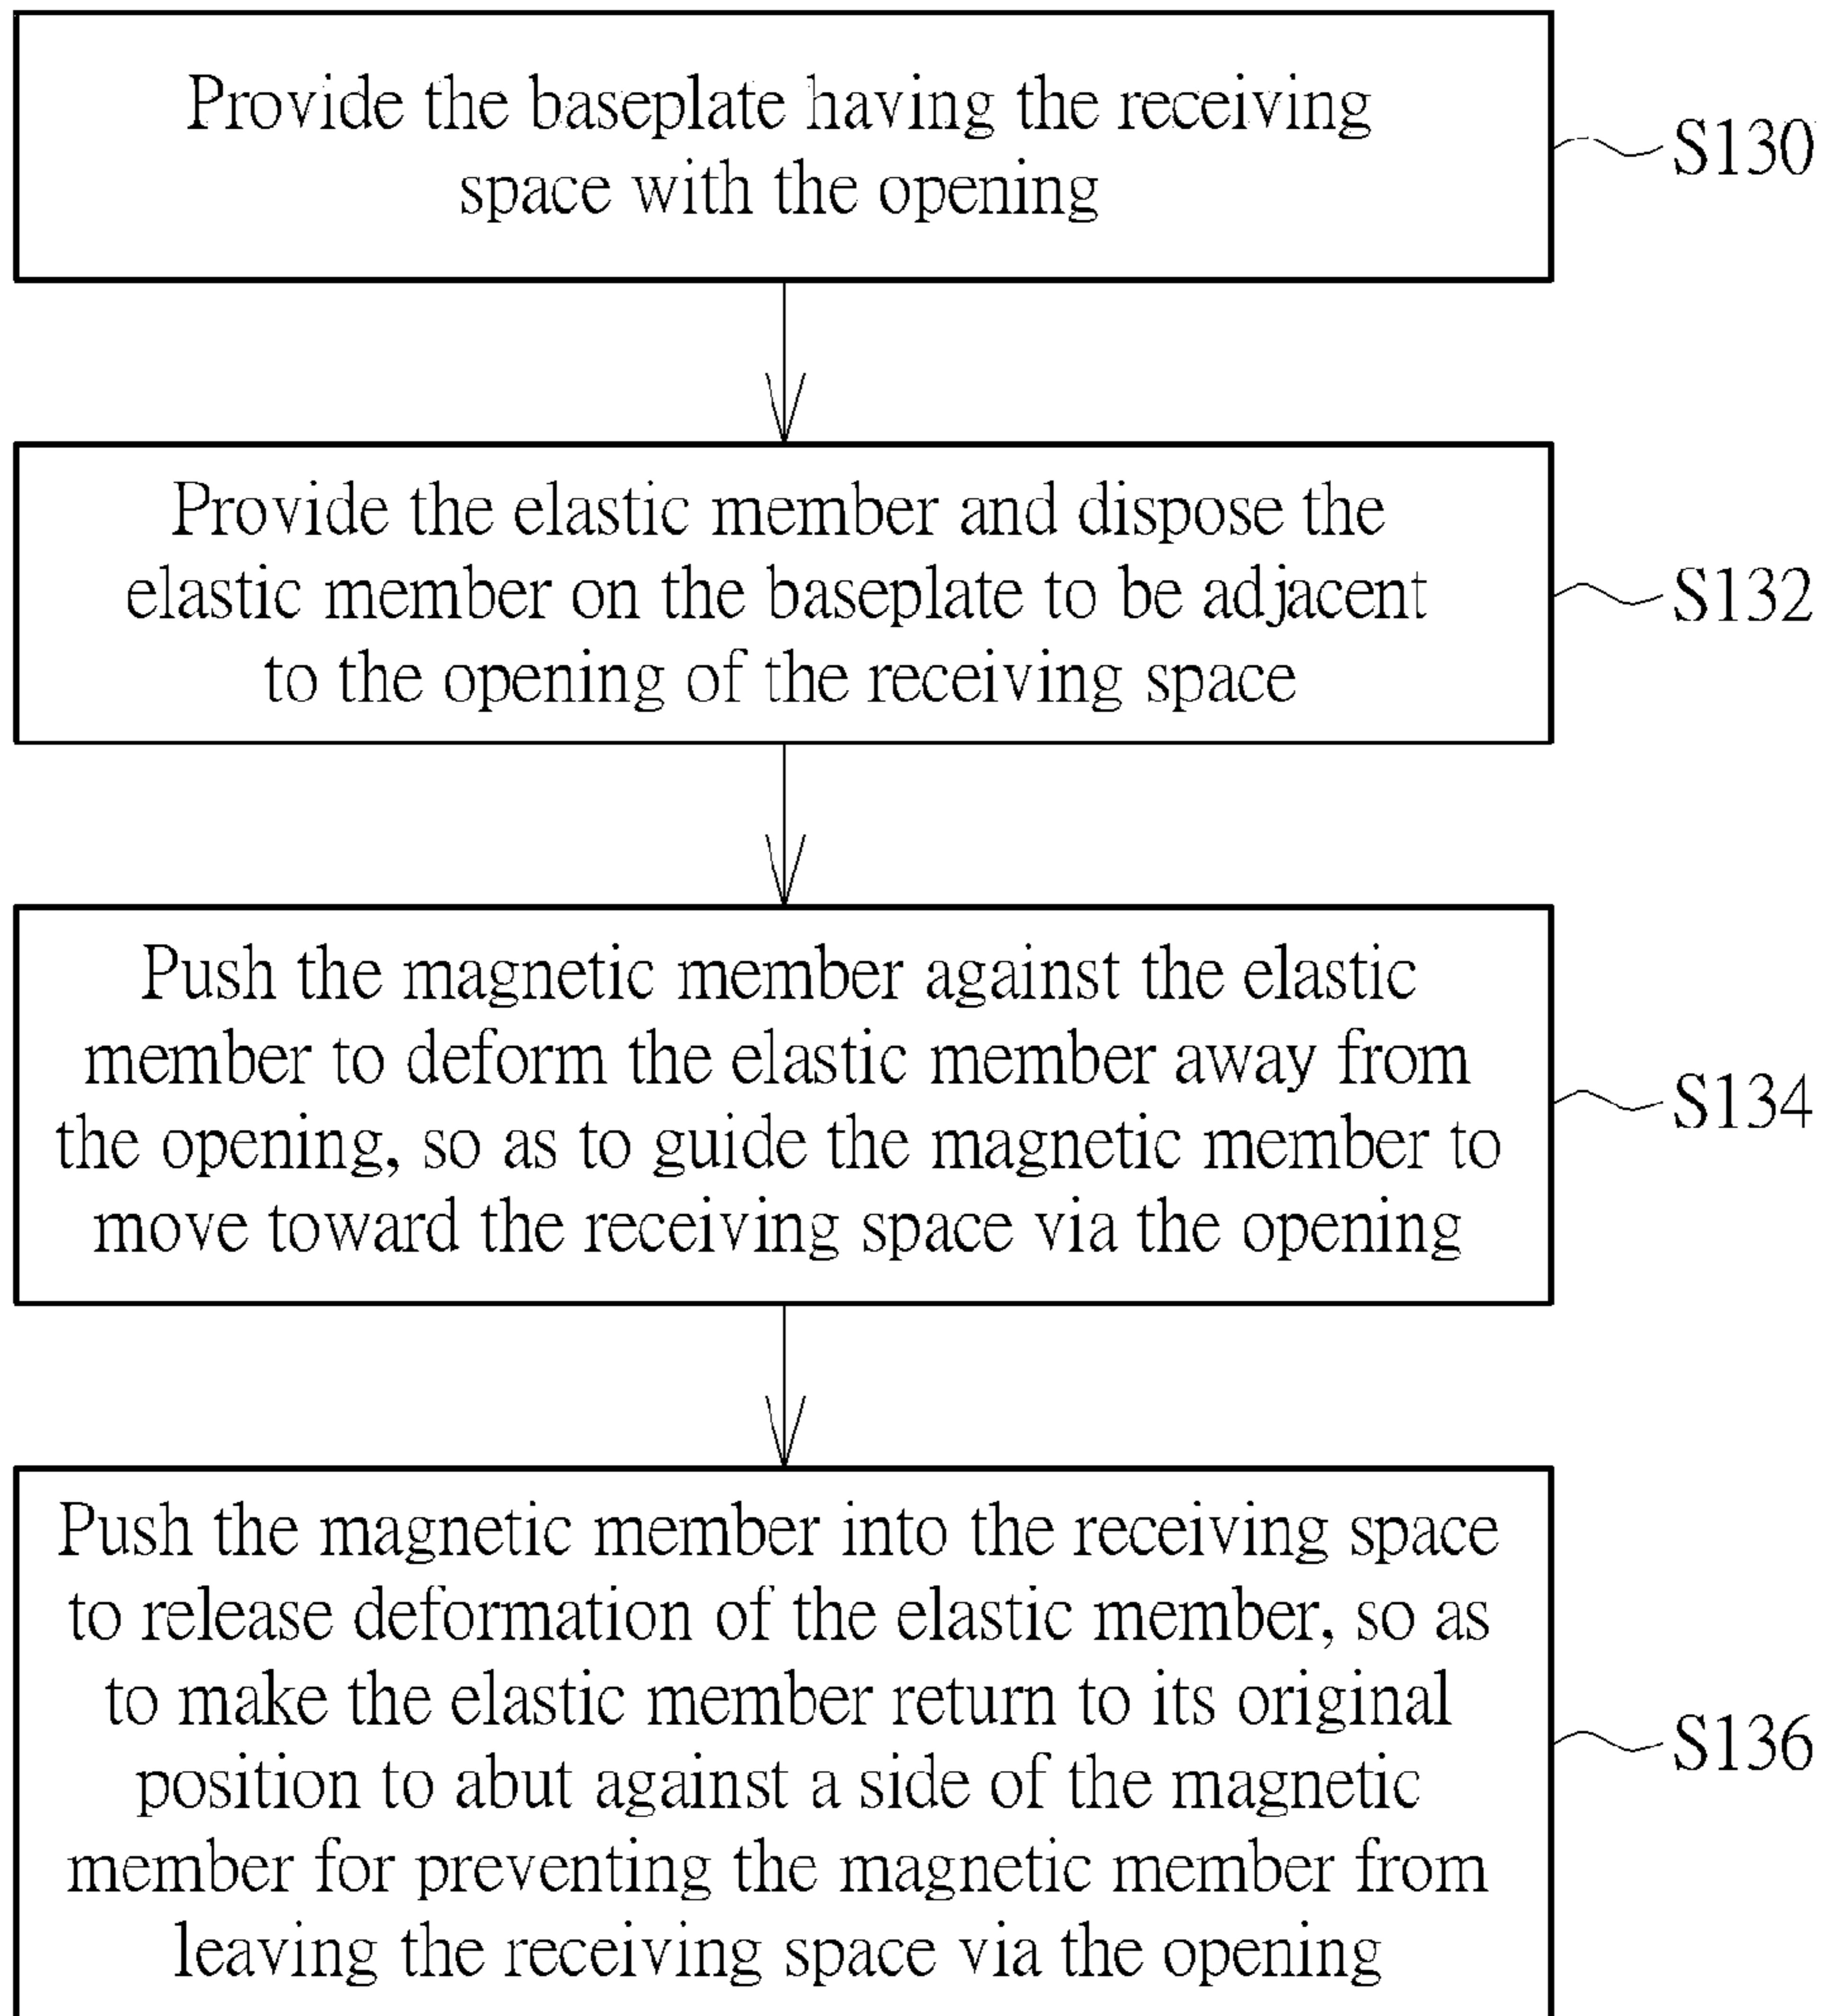 Provide the baseplate having the receiving
space with the opening
S130
Provide the elastic member and dispose the
elastic member on the baseplate to be adjacent
to the opening of the receiving space
S132
Push the magnetic member against the elastic
member to deform the elastic member away from
the opening, so as to guide the magnetic member to
move toward the receiving space via the opening
S134
Push the magnetic member into the receiving space
to release deformation of the elastic member, so as
to make the elastic member return to its original
position to abut against a side of the magnetic
member for preventing the magnetic member from
leaving the receiving space via the opening
S136